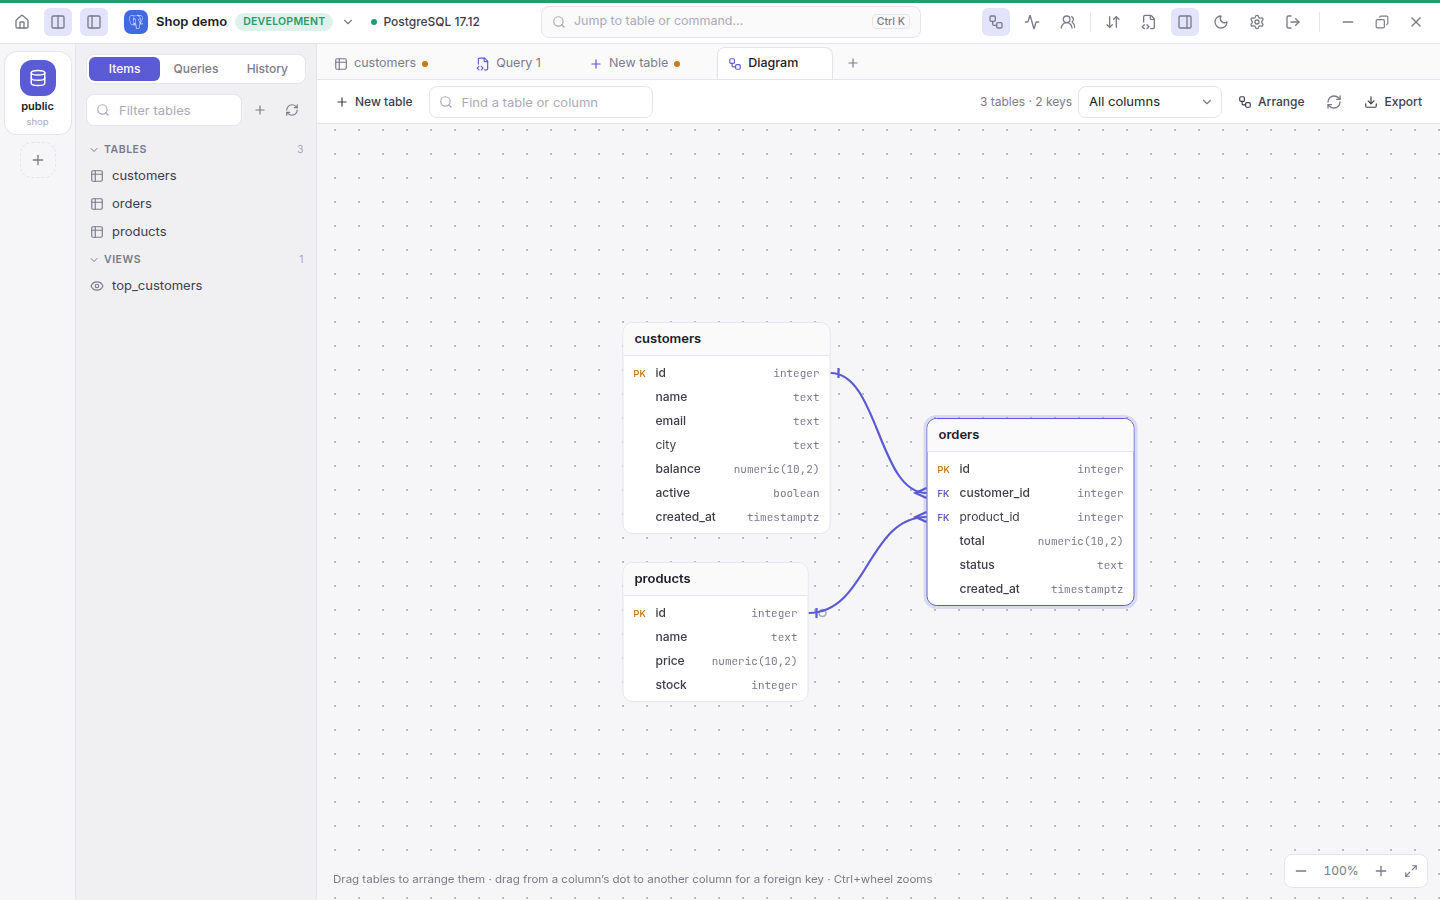 Shop demo DEVELOPMENT PostgreSQL 17.12 Jump to table or command... Ctrl K
public
shop
Items Queries History
Filter tables
TABLES 3
customers
orders
products
VIEWS 1
top_customers
customers Query 1 New table Diagram
New table Find a table or column 3 tables · 2 keys All columns Arrange Export
customers
PK id integer
name text
email text
city text
balance numeric(10,2)
active boolean
created_at timestamptz
products
PK id integer
name text
price numeric(10,2)
stock integer
orders
PK id integer
FK customer_id integer
FK product_id integer
total numeric(10,2)
status text
created_at timestamptz
Drag tables to arrange them · drag from a column's dot to another column for a foreign key · Ctrl+wheel zooms
100%